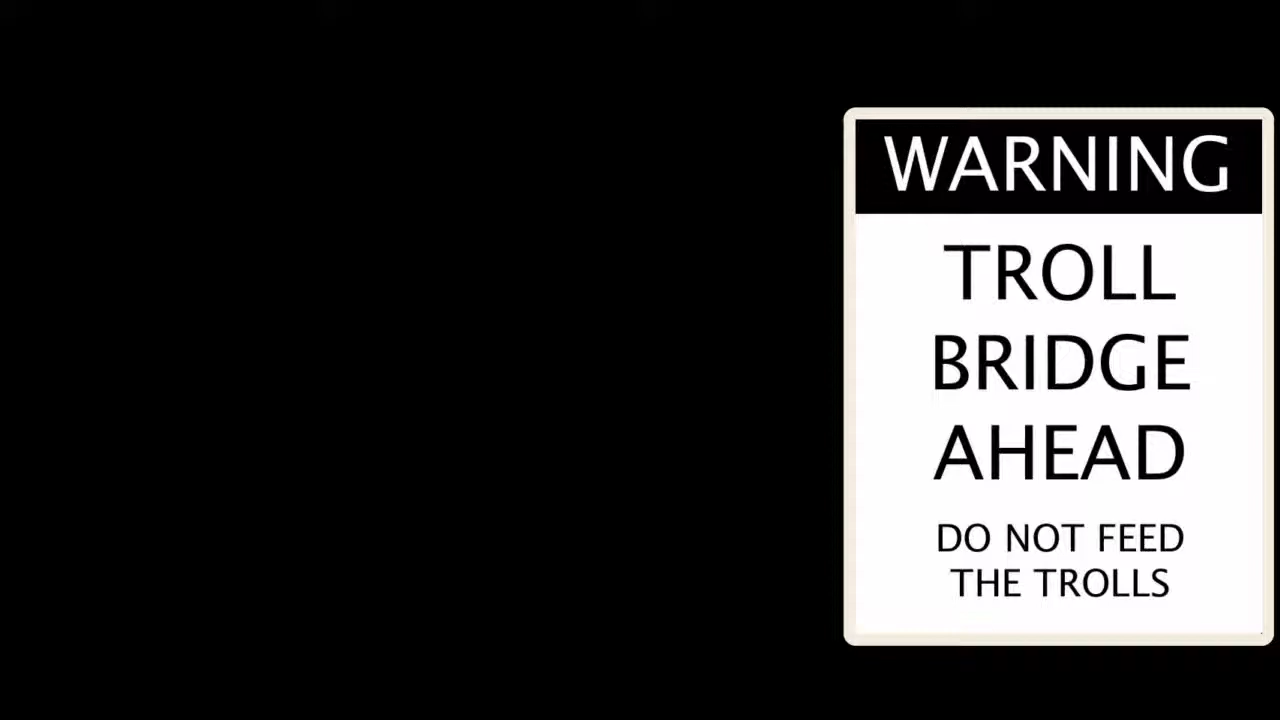 WARNING
TROLL
BRIDGE
AHEAD
DO NOT FEED
THE TROLLS